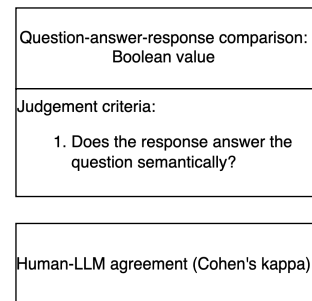 Question-answer-response comparison:
Boolean value
Judgement criteria:
1. Does the response answer the
question semantically?
Human-LLM agreement (Cohen's kappa)